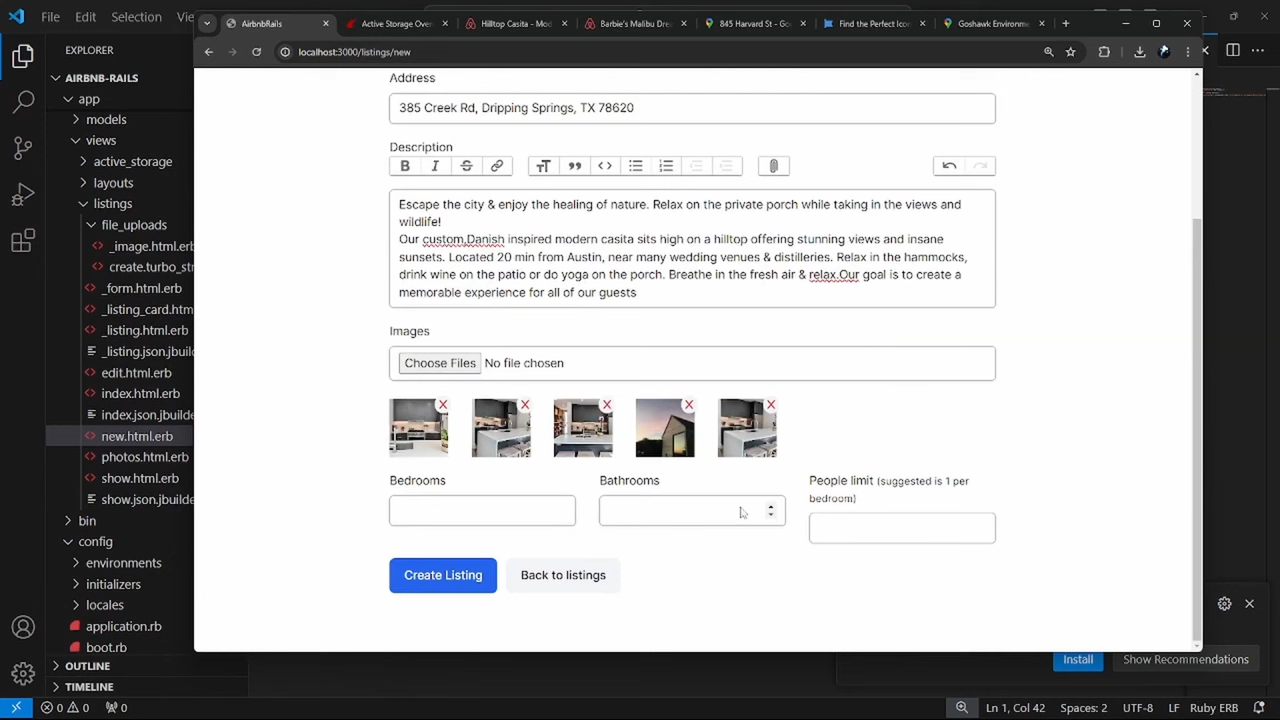 File Edit Selection Vi
AirbnbRails
Active Storage Over
Hilltop Casita - Mod
Barbie's Malibu Drea
845 Harvard St - Go
Find the Perfect Icon
Goshawk Environme
localhost:3000/listings/new
EXPLORER
AIRBNB-RAILS
app
models
views
active_storage
layouts
listings
file_uploads
_image.html.erb
create.turbo_str
_form.html.erb
_listing_card.htm
_listing.html.erb
_listing.json.jbuild
edit.html.erb
index.html.erb
index.json.jbuilder
new.html.erb
photos.html.erb
show.html.erb
show.json.jbuilde
bin
config
environments
initializers
locales
application.rb
boot.rb
OUTLINE
TIMELINE
Address
385 Creek Rd, Dripping Springs, TX 78620
Description
Escape the city & enjoy the healing of nature. Relax on the private porch while taking in the views and
wildlife!
Our custom,Danish inspired modern casita sits high on a hilltop offering stunning views and insane
sunsets. Located 20 min from Austin, near many wedding venues & distilleries. Relax in the hammocks,
drink wine on the patio or do yoga on the porch. Breathe in the fresh air & relax.Our goal is to create a
memorable experience for all of our guests
Images
Choose Files No file chosen
X X X X X
Bedrooms
Bathrooms
People limit (suggested is 1 per
bedroom)
Create Listing Back to listings
Install Show Recommendations
0 0 0
Ln 1, Col 42 Spaces: 2 UTF-8 LF Ruby ERB